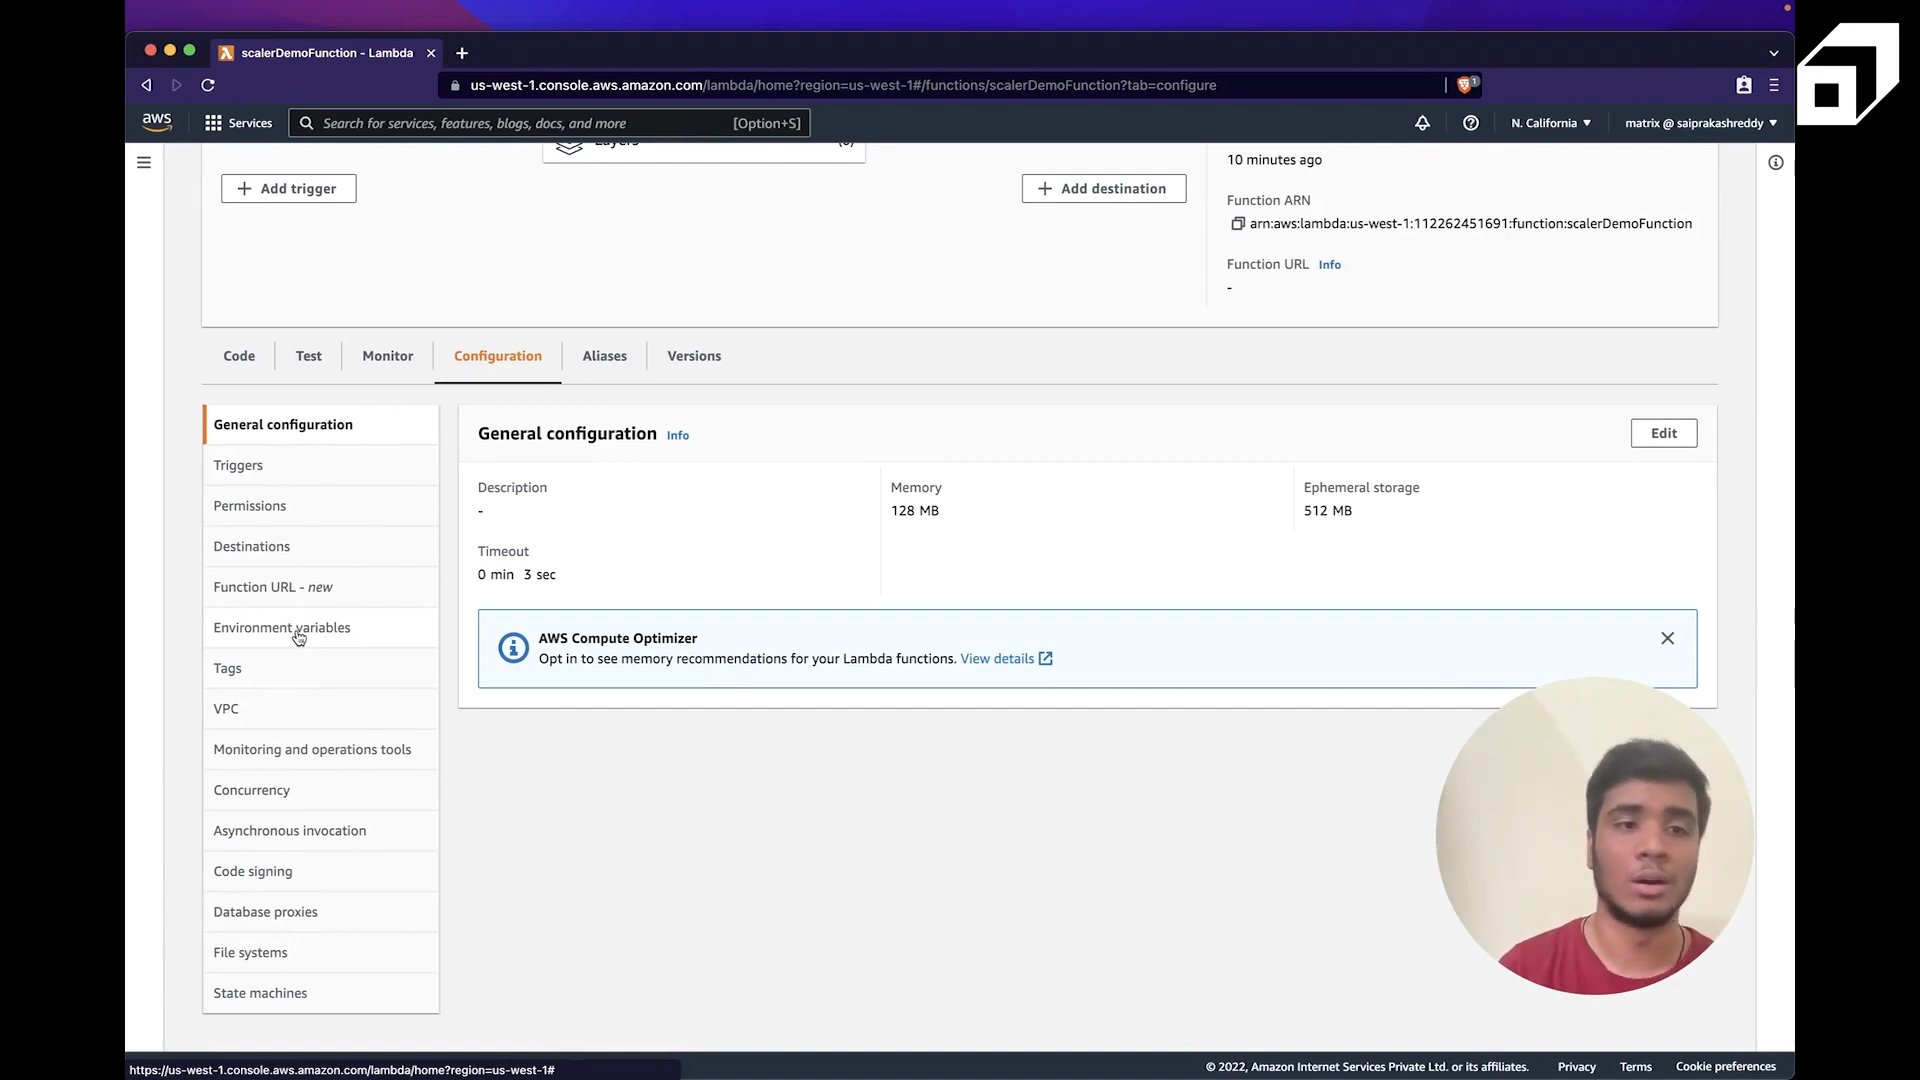 scalerDemoFunction - Lambda
us-west-1.console.aws.amazon.com/lambda/home?region=us-west-1#/functions/scalerDemoFunction?tab=configure
1
aws
Services
Search for services, features, blogs, docs, and more
[Option+S]
N. California
matrix @ saiprakashreddy
Layers
(0)
10 minutes ago
Add trigger
Add destination
Function ARN
arn:aws:lambda:us-west-1:112262451691:function:scalerDemoFunction
Function URL Info
-
Code
Test
Monitor
Configuration
Aliases
Versions
General configuration
Triggers
Permissions
Destinations
Function URL - new
Environment variables
Tags
VPC
Monitoring and operations tools
Concurrency
Asynchronous invocation
Code signing
Database proxies
File systems
State machines
General configuration Info
Edit
Description
-
Memory
128 MB
Ephemeral storage
512 MB
Timeout
0 min 3 sec
AWS Compute Optimizer
Opt in to see memory recommendations for your Lambda functions. View details
https://us-west-1.console.aws.amazon.com/lambda/home?region=us-west-1#
© 2022, Amazon Internet Services Private Ltd. or its affiliates.
Privacy
Terms
Cookie preferences